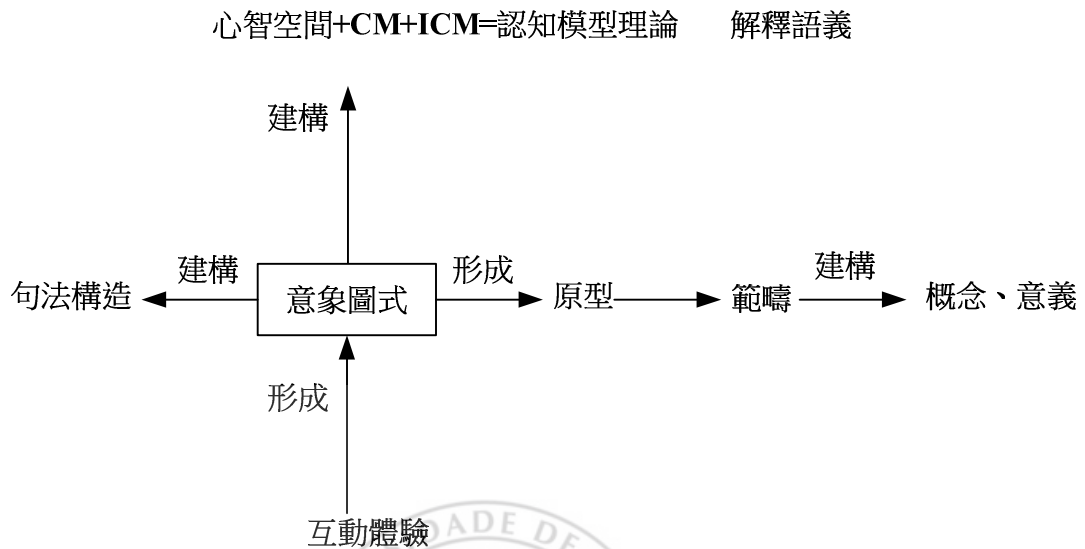 心智空間+CM+ICM=認知模型理論 解釋語義
建構
句法構造 建構 意象圖式 形成 原型 範疇 建構 概念、意義
形成
互動體驗
DADE DE